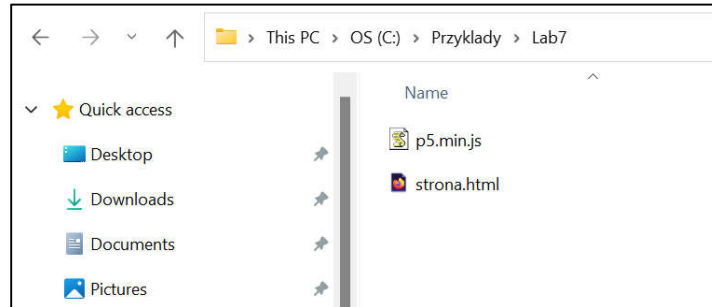 This PC > OS (C:) > Przyklady > Lab7
Quick access
Desktop
Downloads
Documents
Pictures
Name
p5.min.js
strona.html